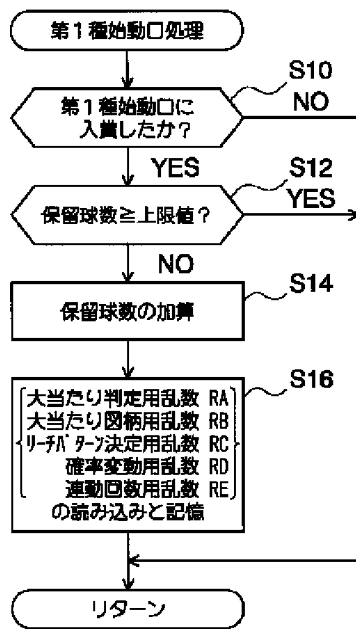 第1種始動口処理
S10
第1種始動口に
入賞したか?
NO
YES
S12
保留球数≧上限値?
YES
NO
S14
保留球数の加算
S16
大当たり判定用乱数 RA
大当たり図柄用乱数 RB
リーチパターン決定用乱数 RC
確率変動用乱数 RD
連動回数用乱数 RE
の読み込みと記憶
リターン